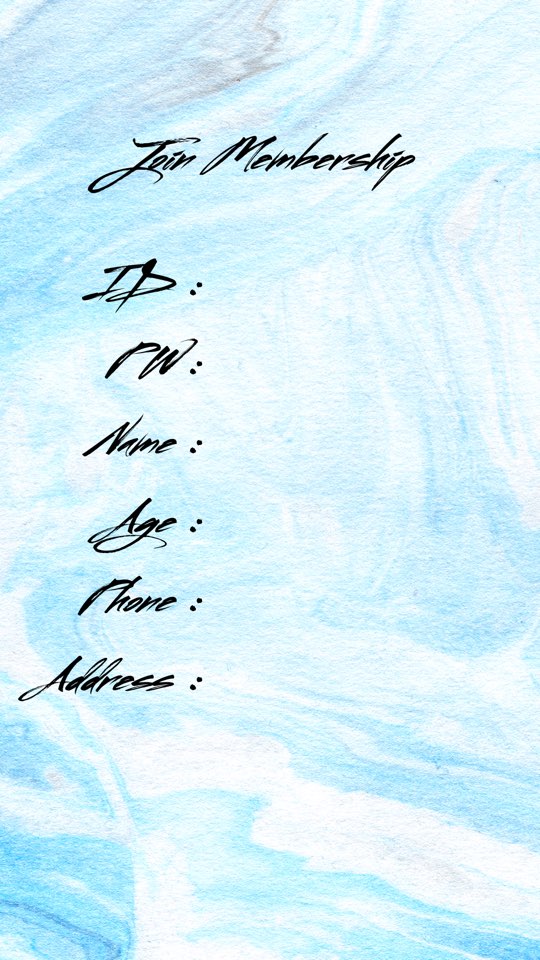 Join Membership
ID :
PW :
Name :
Age :
Phone :
Address :